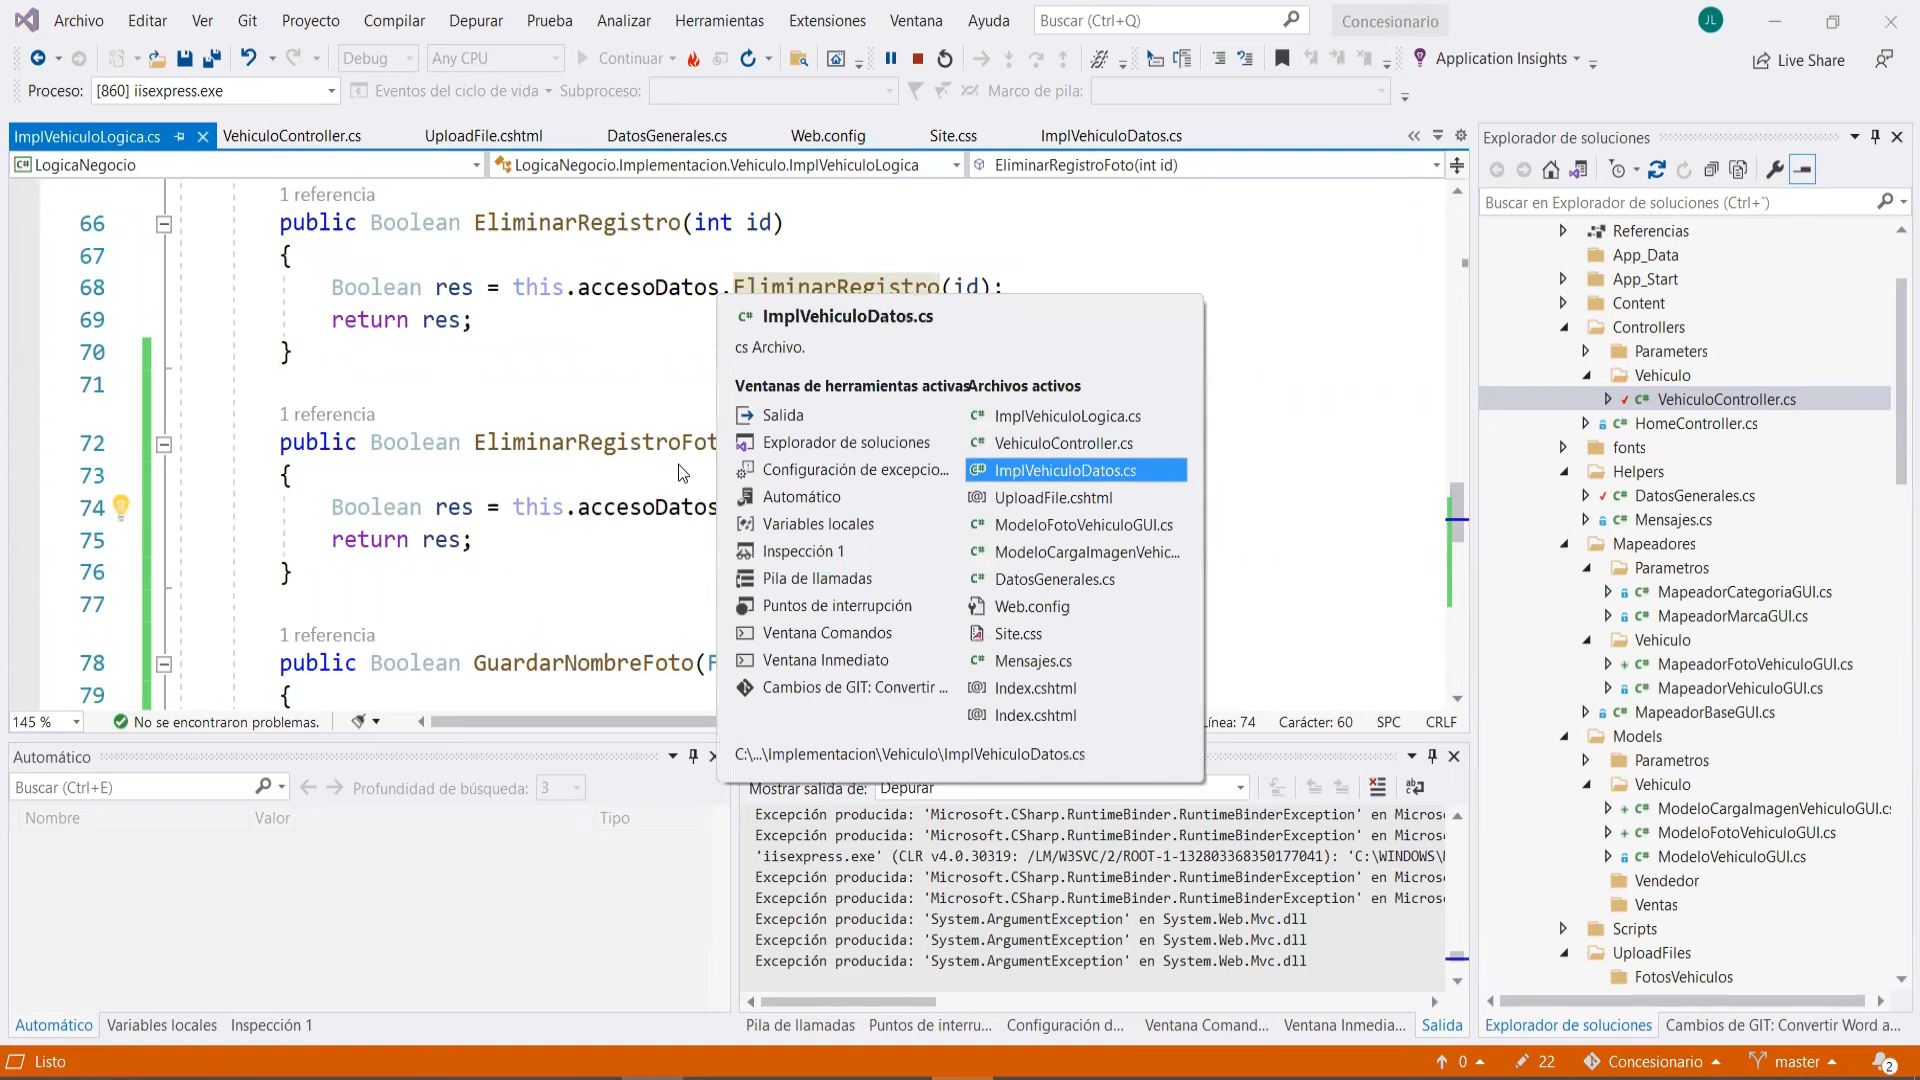 Archivo Editar Ver Git Proyecto Compilar Depurar Prueba Analizar Herramientas Extensiones Ventana Ayuda Buscar (Ctrl+Q) Concesionario JL
Debug Any CPU Continuar Application Insights Live Share
Proceso: [860] iisexpress.exe Eventos del ciclo de vida Subproceso: Marco de pila:
ImplVehiculoLogica.cs VehiculoController.cs UploadFile.cshtml DatosGenerales.cs Web.config Site.css ImplVehiculoDatos.cs
LogicaNegocio LogicaNegocio.Implementacion.Vehiculo.ImplVehiculoLogica EliminarRegistroFoto(int id)
1 referencia
66 public Boolean EliminarRegistro(int id)
67 {
68 Boolean res = this.accesoDatos.EliminarRegistro(id);
69 return res;
70 }
71
1 referencia
72 public Boolean EliminarRegistroFot
73 {
74 Boolean res = this.accesoDatos
75 return res;
76 }
77
1 referencia
78 public Boolean GuardarNombreFoto(F
79 {
145 % No se encontraron problemas. Línea: 74 Carácter: 60 SPC CRLF
ImplVehiculoDatos.cs
cs Archivo.
Ventanas de herramientas activas
Salida
Explorador de soluciones
Configuración de excepcio...
Automático
Variables locales
Inspección 1
Pila de llamadas
Puntos de interrupción
Ventana Comandos
Ventana Inmediato
Cambios de GIT: Convertir ...
Archivos activos
ImplVehiculoLogica.cs
VehiculoController.cs
ImplVehiculoDatos.cs
UploadFile.cshtml
ModeloFotoVehiculoGUI.cs
ModeloCargaImagenVehic...
DatosGenerales.cs
Web.config
Site.css
Mensajes.cs
Index.cshtml
Index.cshtml
C:\...\Implementacion\Vehiculo\ImplVehiculoDatos.cs
Automático
Buscar (Ctrl+E) Profundidad de búsqueda: 3
Nombre Valor Tipo
Automático Variables locales Inspección 1
Mostrar salida de: Depurar
Excepción producida: 'Microsoft.CSharp.RuntimeBinder.RuntimeBinderException' en Micros
Excepción producida: 'Microsoft.CSharp.RuntimeBinder.RuntimeBinderException' en Micros
'iisexpress.exe' (CLR v4.0.30319: /LM/W3SVC/2/ROOT-1-132803368350177041): 'C:\WINDOWS\
Excepción producida: 'Microsoft.CSharp.RuntimeBinder.RuntimeBinderException' en Micros
Excepción producida: 'Microsoft.CSharp.RuntimeBinder.RuntimeBinderException' en Micros
Excepción producida: 'System.ArgumentException' en System.Web.Mvc.dll
Excepción producida: 'System.ArgumentException' en System.Web.Mvc.dll
Excepción producida: 'System.ArgumentException' en System.Web.Mvc.dll
Pila de llamadas Puntos de interru... Configuración d... Ventana Comand... Ventana Inmedia... Salida
Explorador de soluciones
Buscar en Explorador de soluciones (Ctrl+`)
Referencias
App_Data
App_Start
Content
Controllers
Parameters
Vehiculo
VehiculoController.cs
HomeController.cs
fonts
Helpers
DatosGenerales.cs
Mensajes.cs
Mapeadores
Parametros
MapeadorCategoriaGUI.cs
MapeadorMarcaGUI.cs
Vehiculo
MapeadorFotoVehiculoGUI.cs
MapeadorVehiculoGUI.cs
MapeadorBaseGUI.cs
Models
Parametros
Vehiculo
ModeloCargaImagenVehiculoGUI.cs
ModeloFotoVehiculoGUI.cs
ModeloVehiculoGUI.cs
Vendedor
Ventas
Scripts
UploadFiles
FotosVehiculos
Explorador de soluciones Cambios de GIT: Convertir Word a...
Listo 0 22 Concesionario master 2